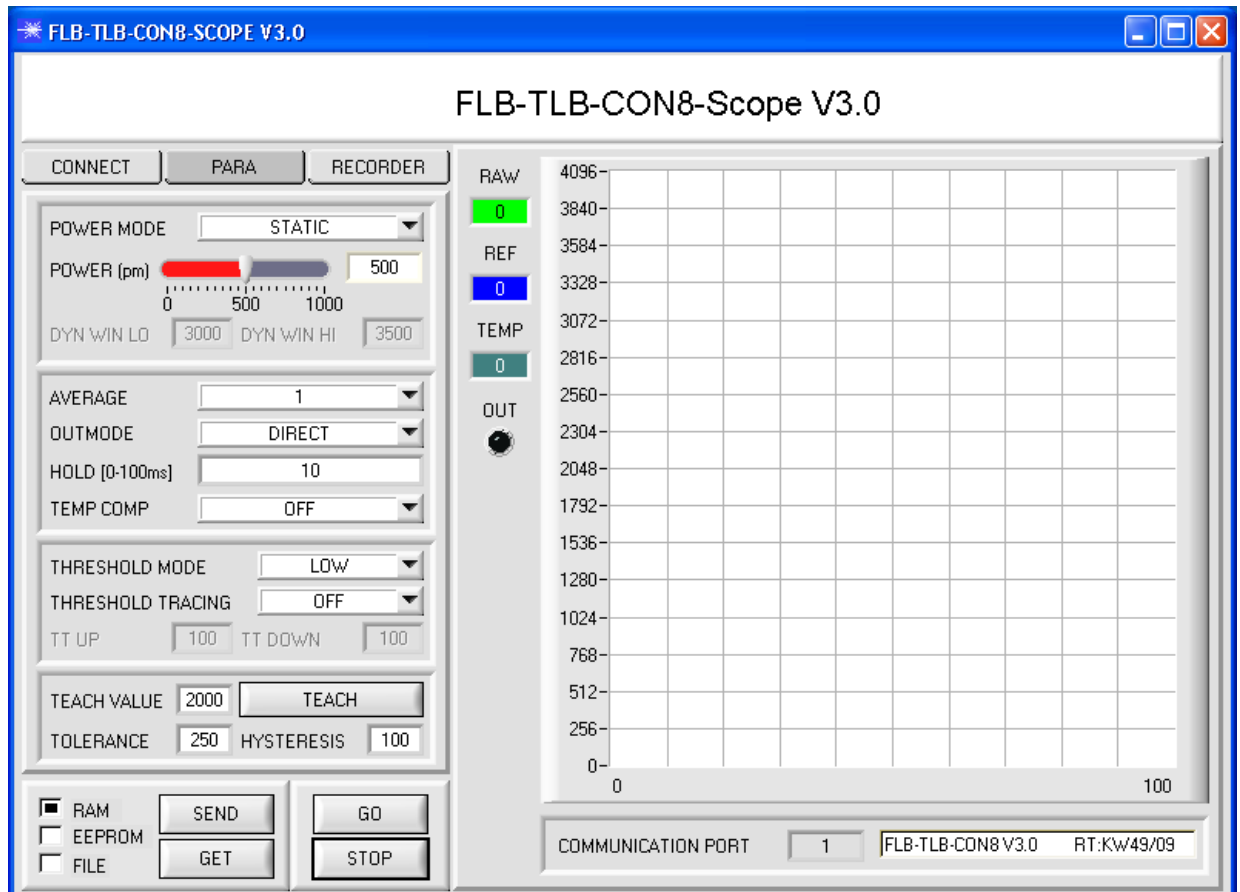 FLB-TLB-CON8-SCOPE V3.0
FLB-TLB-CON8-Scope V3.0
CONNECT PARA RECORDER
POWER MODE STATIC
POWER (pm) 500
0 500 1000
DYN WIN LO 3000 DYN WIN HI 3500
AVERAGE 1
OUTMODE DIRECT
HOLD [0-100ms] 10
TEMP COMP OFF
THRESHOLD MODE LOW
THRESHOLD TRACING OFF
TT UP 100 TT DOWN 100
TEACH VALUE 2000 TEACH
TOLERANCE 250 HYSTERESIS 100
RAM
EEPROM
FILE
SEND
GET
GO
STOP
RAW
0
REF
0
TEMP
0
OUT
4096
3840
3584
3328
3072
2816
2560
2304
2048
1792
1536
1280
1024
768
512
256
0
0 100
COMMUNICATION PORT 1 FLB-TLB-CON8 V3.0 RT:KW49/09